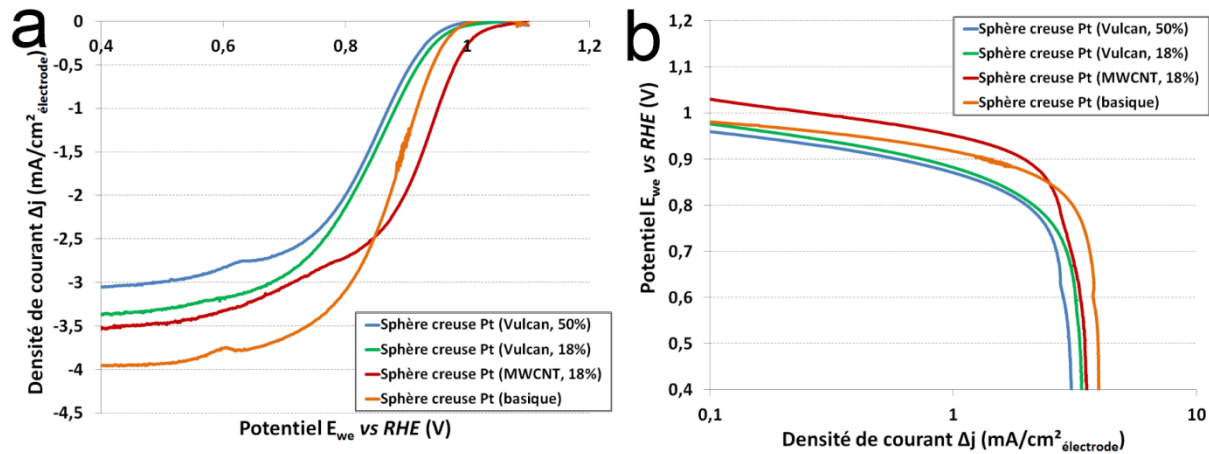 a
0
-0,5
-1
-1,5
-2
-2,5
-3
-3,5
-4
-4,5
0,4 0,6 0,8 1 1,2
Densité de courant Δj (mA/cm²électrode)
Potentiel Ewe vs RHE (V)
Sphère creuse Pt (Vulcan, 50%)
Sphère creuse Pt (Vulcan, 18%)
Sphère creuse Pt (MWCNT, 18%)
Sphère creuse Pt (basique)
b
1,2
1,1
1
0,9
0,8
0,7
0,6
0,5
0,4
0,1 1 10
Potentiel Ewe vs RHE (V)
Densité de courant Δj (mA/cm²électrode)
Sphère creuse Pt (Vulcan, 50%)
Sphère creuse Pt (Vulcan, 18%)
Sphère creuse Pt (MWCNT, 18%)
Sphère creuse Pt (basique)